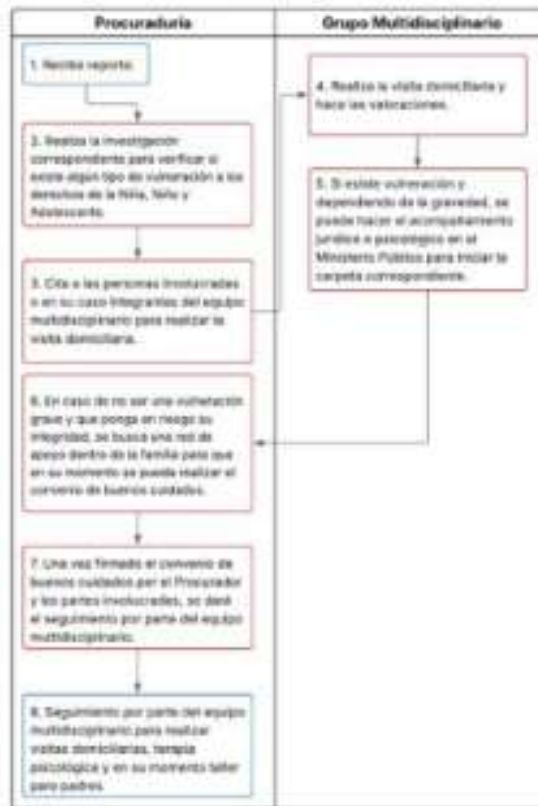 Procuraduría
Grupo Multidisciplinario
1. Recibe reporte.
2. Realiza la investigación
correspondiente para verificar si
existe algún tipo de vulneración a los
derechos de la Niña, Niño y
Adolescente.
3. Cita a las personas involucradas
o en su caso integrantes del equipo
multidisciplinario para realizar la
visita domiciliaria.
4. Realiza la visita domiciliaria y
hace las valoraciones.
5. Si existe vulneración y
dependiendo de la gravedad, se
puede hacer el acompañamiento
jurídico o psicológico en el
Ministerio Público para iniciar la
carpeta correspondiente.
6. En caso de no ser una vulneración
grave y que ponga en riesgo su
integridad, se busca una red de
apoyo dentro de la familia para que
en su momento se pueda realizar el
convenio de buenos cuidados.
7. Una vez firmado el convenio de
buenos cuidados por el Procurador
y las partes involucradas, se dará
el seguimiento por parte del equipo
multidisciplinario.
8. Seguimiento por parte del equipo
multidisciplinario para realizar
visitas domiciliarias, terapia
psicológica y en su momento taller
para padres.